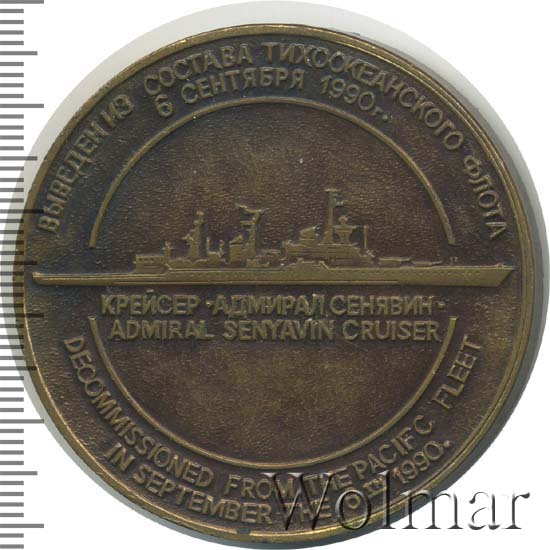 ВЫВЕДЕН ИЗ СОСТАВА ТИХООКЕАНСКОГО ФЛОТА
6 СЕНТЯБРЯ 1990г.
КРЕЙСЕР •АДМИРАЛ СЕНЯВИН•
ADMIRAL SENYAVIN CRUISER
DECOMMISSIONED FROM THE PACIFIC FLEET
IN SEPTEMBER THE 6TH 1990.
Wolmar